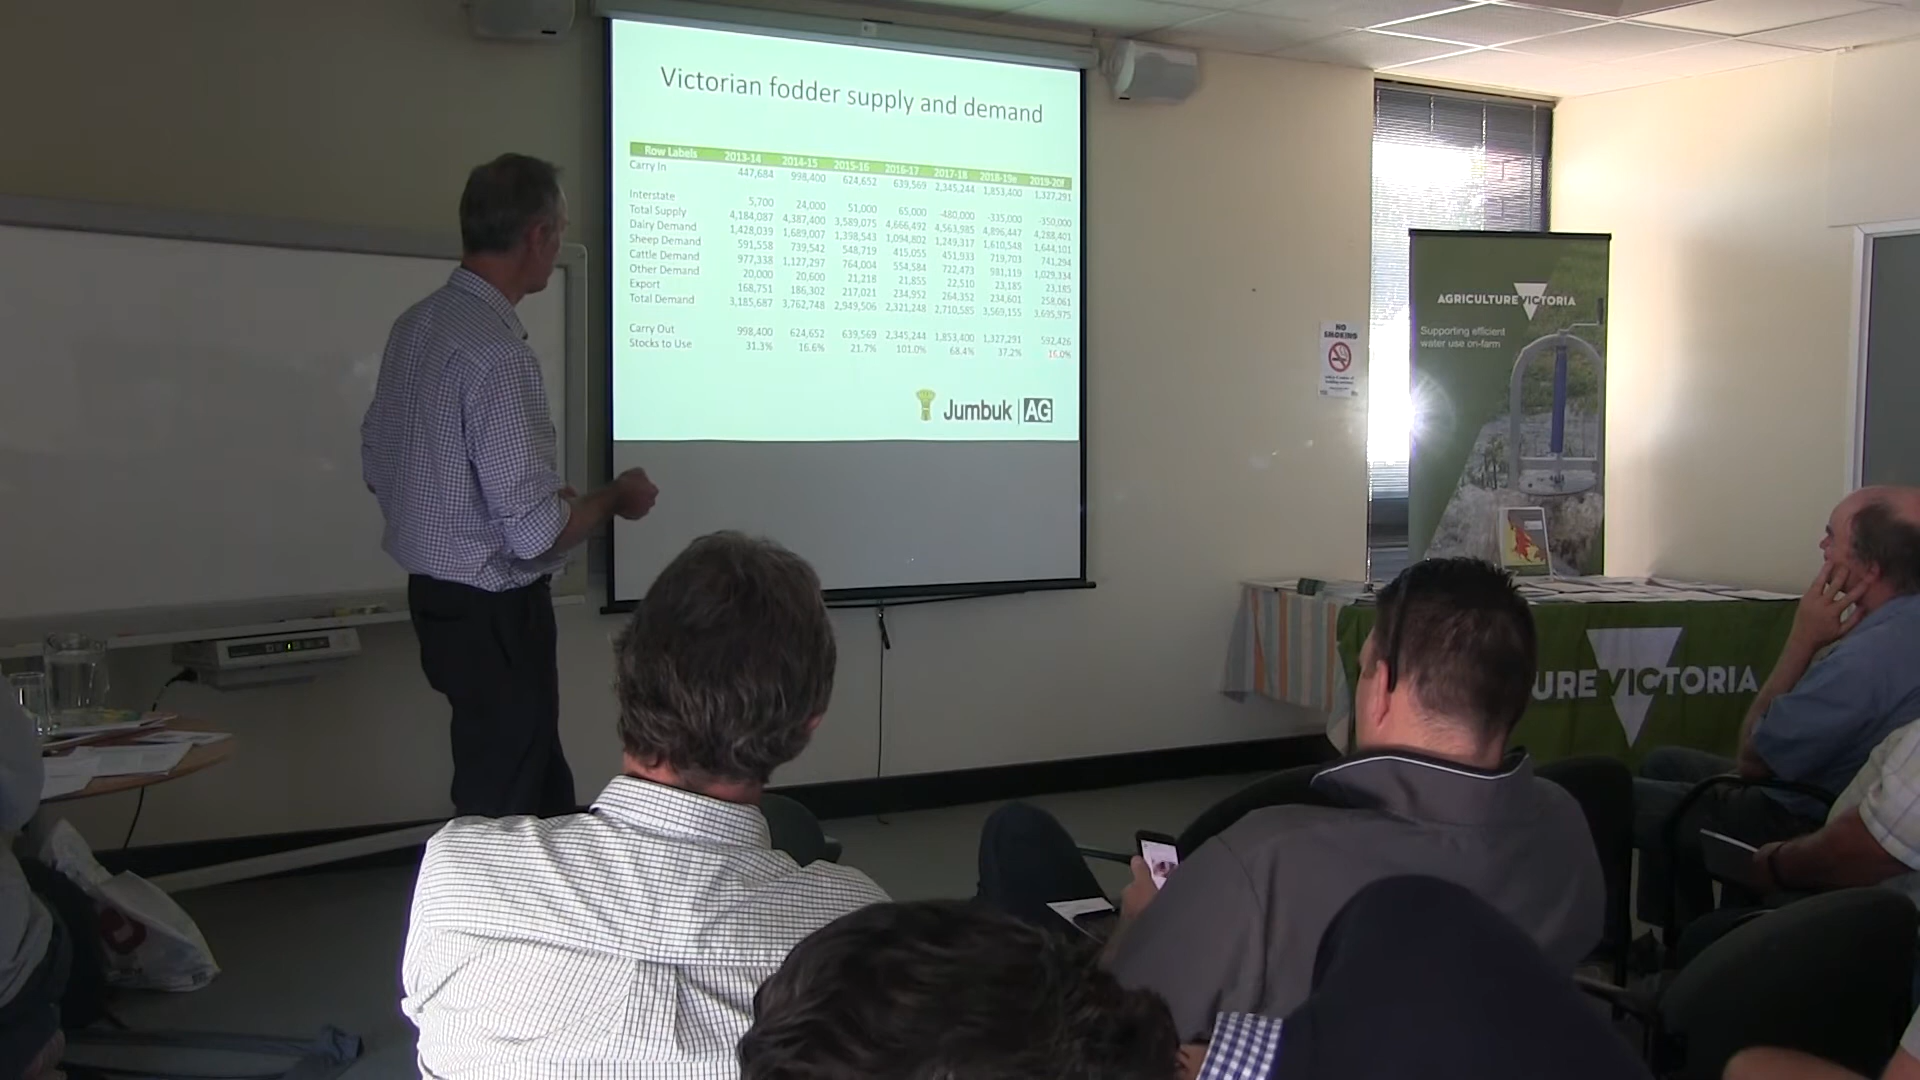 Victorian fodder supply and demand
Row Labels 2013-14 2014-15 2015-16 2016-17 2017-18 2018-19e 2019-20f
Carry In 447,684 998,400 624,652 639,569 2,345,244 1,853,400 1,327,291
Interstate 5,700 24,000 51,000 65,000 -480,000 -335,000 -350,000
Total Supply 4,184,087 4,387,400 3,589,075 4,666,492 4,563,985 4,896,447 4,288,401
Dairy Demand 1,428,039 1,689,007 1,398,543 1,094,802 1,249,317 1,610,548 1,644,101
Sheep Demand 591,558 739,542 548,719 415,055 451,933 719,703 741,294
Cattle Demand 977,338 1,127,297 764,004 554,584 722,473 981,119 1,029,334
Other Demand 20,000 20,600 21,218 21,855 22,510 23,185 23,185
Export 168,751 186,302 217,021 234,952 264,352 234,601 258,061
Total Demand 3,185,687 3,762,748 2,949,506 2,321,248 2,710,585 3,569,155 3,695,975
Carry Out 998,400 624,652 639,569 2,345,244 1,853,400 1,327,291 592,426
Stocks to Use 31.3% 16.6% 21.7% 101.0% 68.4% 37.2% 16.0%
Jumbuk AG
AGRICULTURE VICTORIA
Supporting efficient
water use on-farm
NO
SMOKING
URE VICTORIA